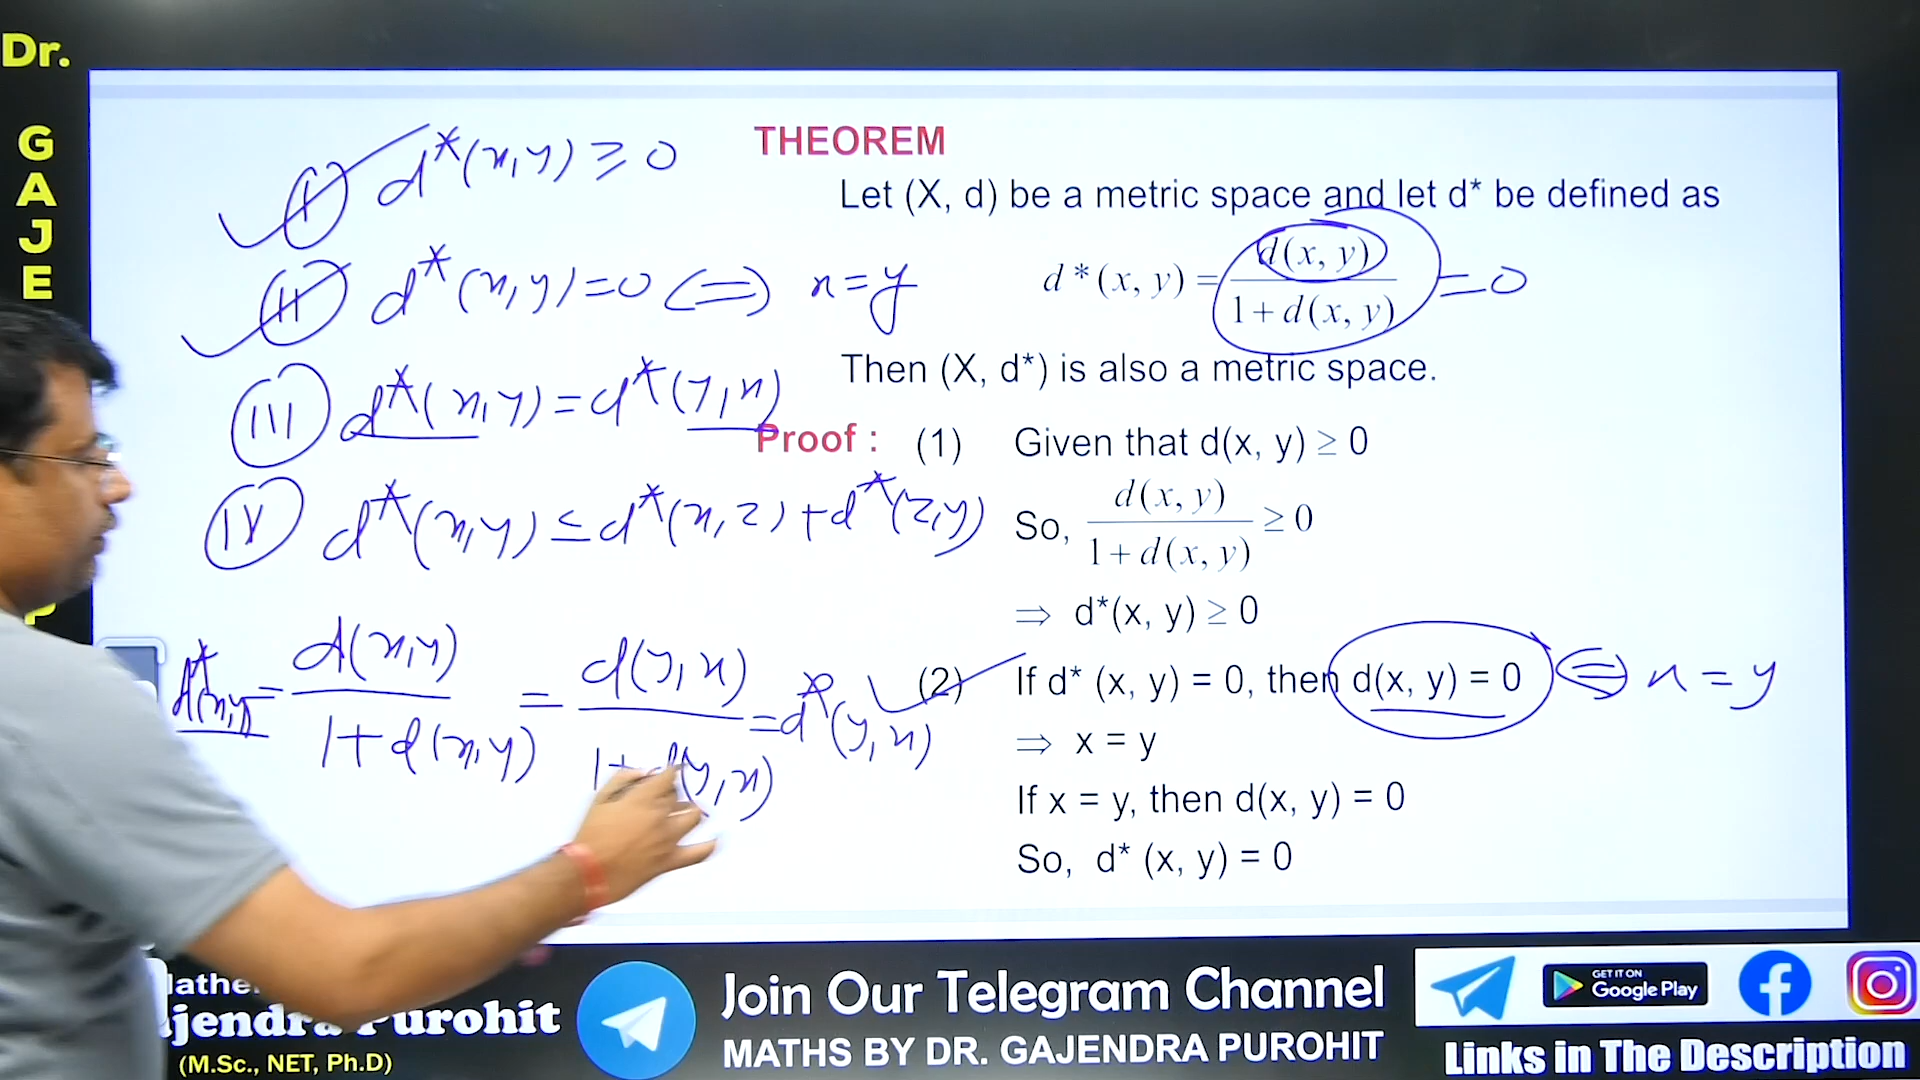 Dr.
G
A
J
E
THEOREM
Let (X, d) be a metric space and let d* be defined as
d*(x, y) = d(x, y) / 1 + d(x, y) = 0
Then (X, d*) is also a metric space.
Proof : (1) Given that d(x, y) ≥ 0
So, d(x, y) / 1 + d(x, y) ≥ 0
⇒ d*(x, y) ≥ 0
(2) If d* (x, y) = 0, then d(x, y) = 0 ⇔ x = y
⇒ x = y
If x = y, then d(x, y) = 0
So, d* (x, y) = 0
I d*(x,y) ≥ 0
II d*(x,y) = 0 ⇔ x = y
III d*(x,y) = d*(y,x)
IV d*(x,y) ≤ d*(x,z) + d*(z,y)
d*(x,y) = d(x,y) / 1 + d(x,y) = d(y,x) / 1 + d(y,x) = d*(y,x)
jendra Purohit
(M.Sc., NET, Ph.D)
Join Our Telegram Channel
MATHS BY DR. GAJENDRA PUROHIT
GET IT ON
Google Play
Links in The Description